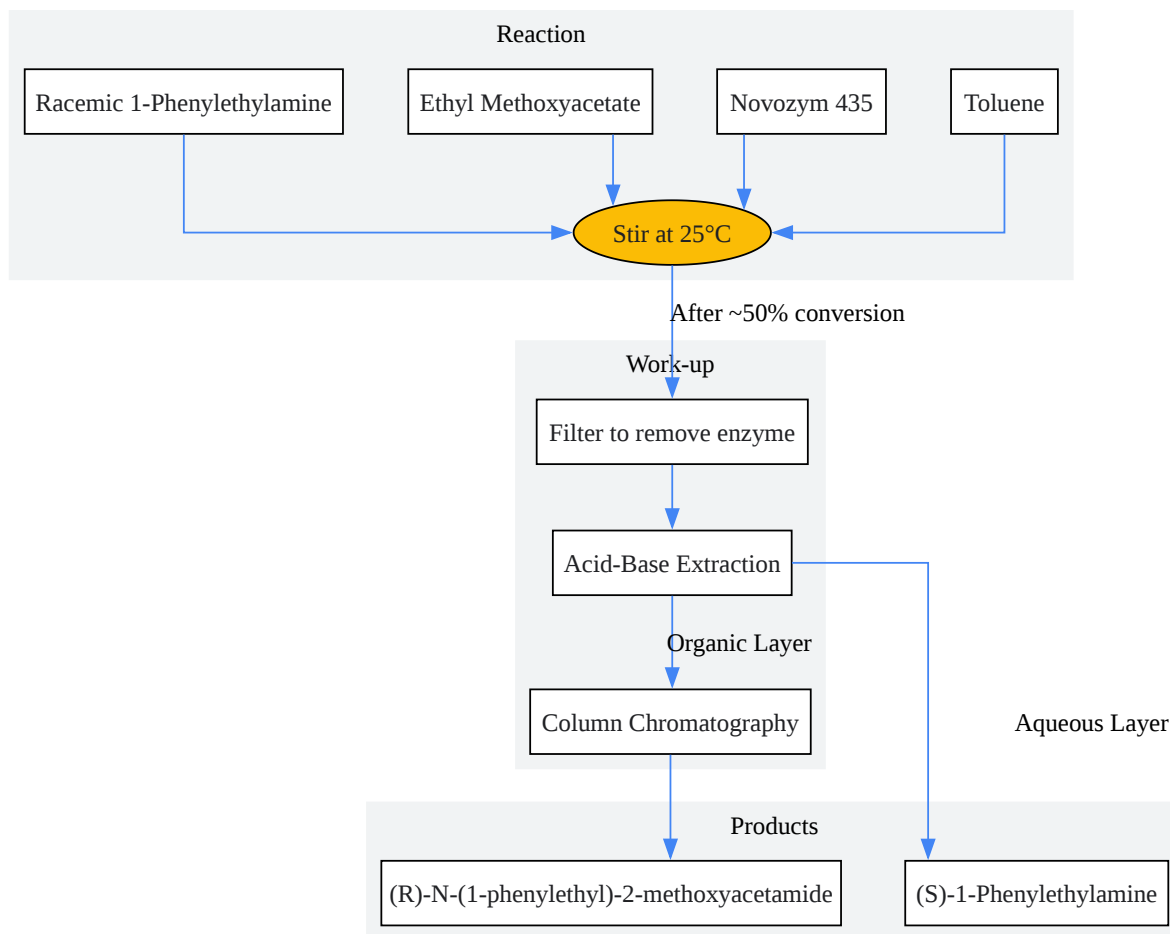 Reaction
Racemic 1-Phenylethylamine
Ethyl Methoxyacetate
Novozym 435
Toluene
Stir at 25°C
After ~50% conversion
Work-up
Filter to remove enzyme
Acid-Base Extraction
Organic Layer
Column Chromatography
Aqueous Layer
Products
(R)-N-(1-phenylethyl)-2-methoxyacetamide
(S)-1-Phenylethylamine